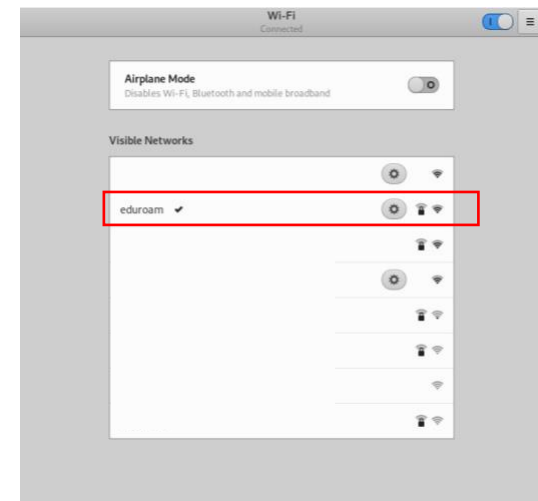 Wi-Fi
Connected
Airplane Mode
Disables Wi-Fi, Bluetooth and mobile broadband
Visible Networks
eduroam ✔